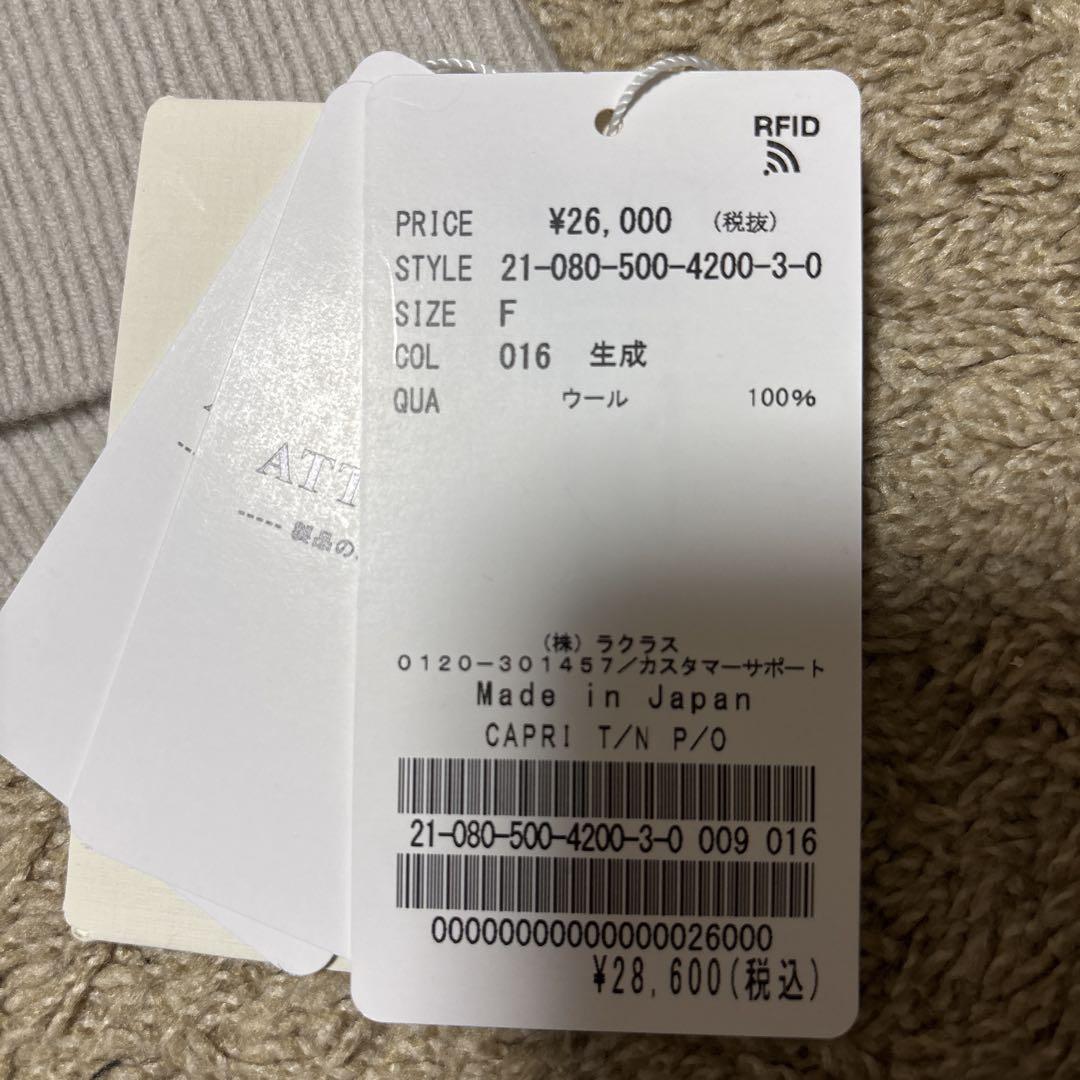 RFID
PRICE ¥26,000 (税抜)
STYLE 21-080-500-4200-3-0
SIZE F
COL 016 生成
QUA ウール 100%
ATT
----- 製品の
(株)ラクラス
0120-301457/カスタマーサポート
Made in Japan
CAPRI T/N P/O
21-080-500-4200-3-0 009 016
00000000000000026000
¥28,600(税込)